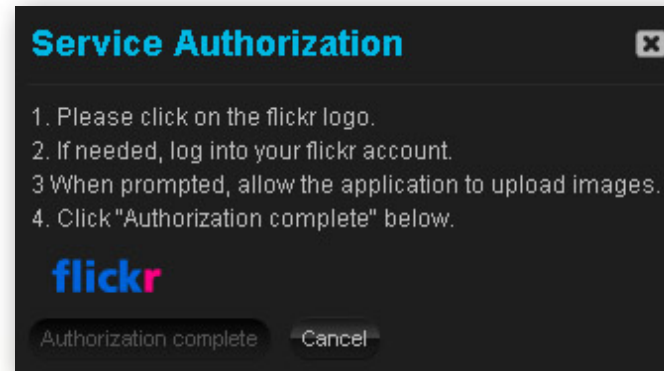 Service Authorization
1. Please click on the flickr logo.
2. If needed, log into your flickr account.
3 When prompted, allow the application to upload images.
4. Click "Authorization complete" below.
flickr
Authorization complete Cancel